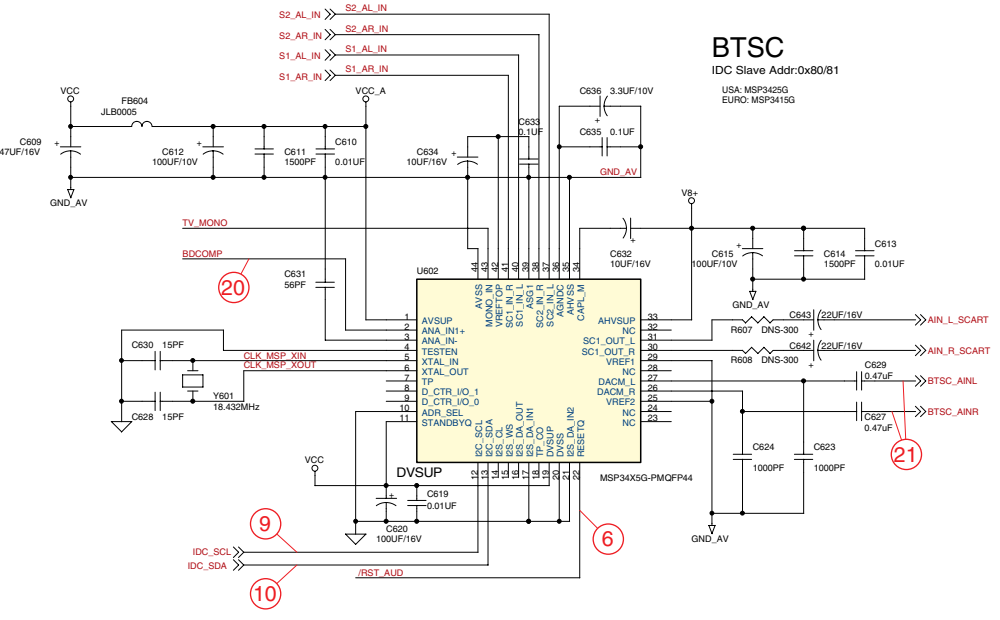 S2_AL_IN S2_AL_IN
S2_AR_IN S2_AR_IN
S1_AL_IN S1_AL_IN
S1_AR_IN S1_AR_IN
BTSC
IDC Slave Addr:0x80/81
USA: MSP3425G
EURO: MSP3415G
VCC
FB604
JLB0005
VCC_A
C609
47UF/16V
C612
100UF/10V
C611
1500PF
C610
0.01UF
GND_AV
C634
10UF/16V
C633
0.1UF
C636 3.3UF/10V
C635 0.1UF
GND_AV
V8+
TV_MONO
BDCOMP
20
C631
56PF
C632
10UF/16V
C615
100UF/10V
C614
1500PF
C613
0.01UF
GND_AV
U602
44 43 42 41 40 39 38 37 36 35 34
AVSS
MONO_IN
VREFTOP
SC1_IN_R
SC1_IN_L
ASG1
SC2_IN_R
SC2_IN_L
AGNDC
AHVSS
CAPL_M
1 AVSUP
2 ANA_IN1+
3 ANA_IN-
4 TESTEN
5 XTAL_IN
6 XTAL_OUT
7 TP
8 D_CTR_I/O_1
9 D_CTR_I/O_0
10 ADR_SEL
11 STANDBYQ
AHVSUP 33
NC 32
SC1_OUT_L 31
SC1_OUT_R 30
VREF1 29
NC 28
DACM_L 27
DACM_R 26
VREF2 25
NC 24
NC 23
I2C_SCL
I2C_SDA
I2S_CL
I2S_WS
I2S_DA_OUT
I2S_DA_IN1
TP_CO
DVSUP
DVSS
I2S_DA_IN2
RESETQ
12 13 14 15 16 17 18 19 20 21 22
MSP34X5G-PMQFP44
C630 15PF
CLK_MSP_XIN
CLK_MSP_XOUT
Y601
18.432MHz
C628 15PF
R607 DNS-300
C643 22UF/16V
AIN_L_SCART
R608 DNS-300
C642 22UF/16V
AIN_R_SCART
C629
0.47uF
BTSC_AINL
C627
0.47uF
BTSC_AINR
21
C624
1000PF
C623
1000PF
GND_AV
DVSUP
VCC
C619
0.01UF
C620
100UF/16V
9
IDC_SCL
IDC_SDA
10
/RST_AUD
6